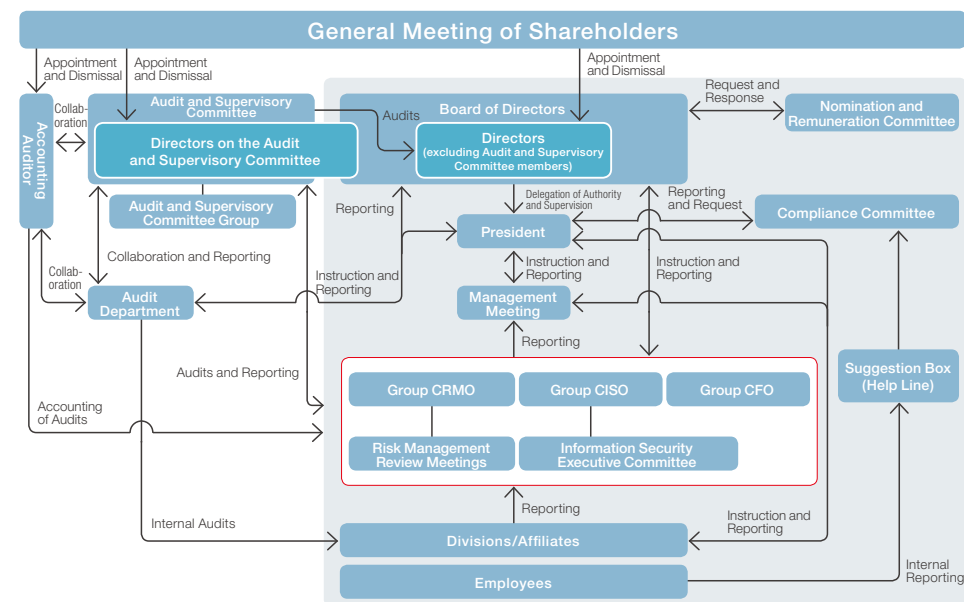 General Meeting of Shareholders
Appointment
and Dismissal
Appointment
and Dismissal
Appointment
and Dismissal
Accounting
Auditor
Collab-
oration
Audit and Supervisory
Committee
Directors on the Audit
and Supervisory Committee
Audit and Supervisory
Committee Group
Audits
Board of Directors
Directors
(excluding Audit and Supervisory
Committee members)
Request and
Response
Nomination and
Remuneration Committee
Reporting
Delegation of Authority
and Supervision
Reporting
and Request
Compliance Committee
President
Collaboration and Reporting
Collab-
oration
Audit
Department
Instruction and
Reporting
Instruction and
Reporting
Instruction and
Reporting
Management
Meeting
Reporting
Audits and Reporting
Group CRMO
Group CISO
Group CFO
Suggestion Box
(Help Line)
Accounting
of Audits
Risk Management
Review Meetings
Information Security
Executive Committee
Reporting
Internal Audits
Instruction and
Reporting
Divisions/Affiliates
Employees
Internal
Reporting